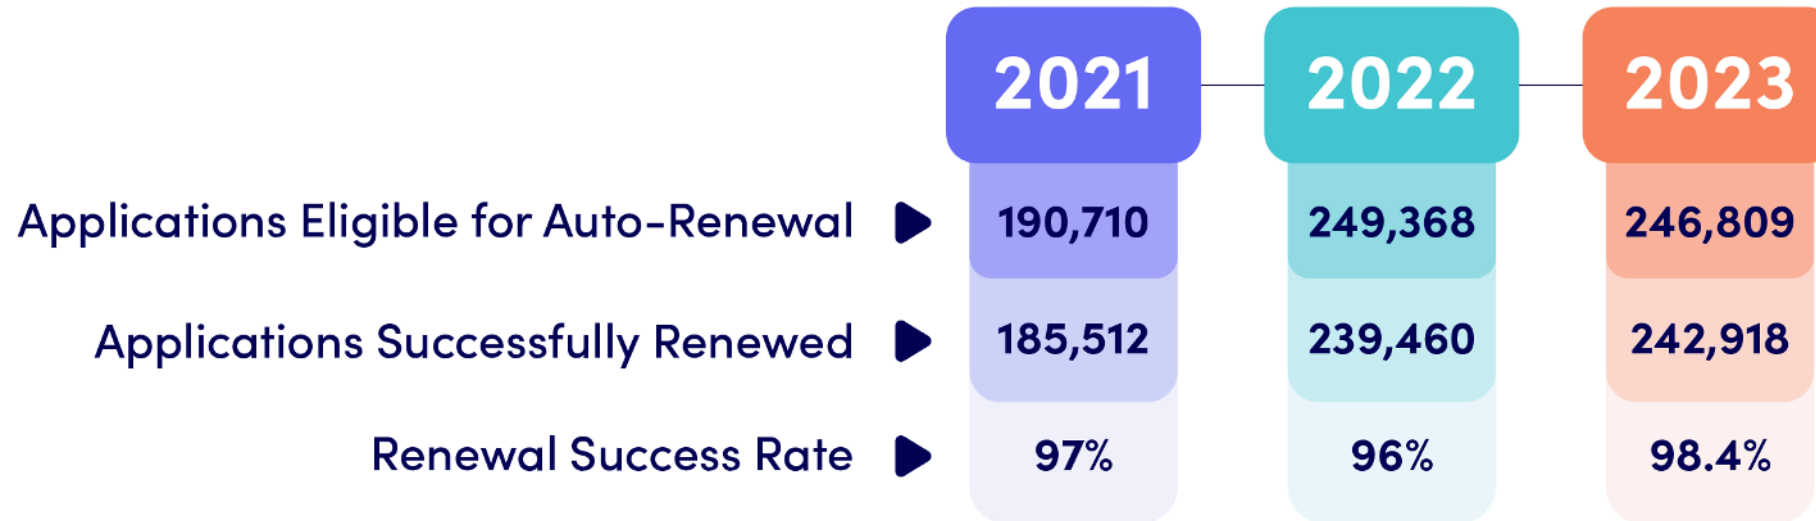 2021 2022 2023
Applications Eligible for Auto-Renewal 190,710 249,368 246,809
Applications Successfully Renewed 185,512 239,460 242,918
Renewal Success Rate 97% 96% 98.4%